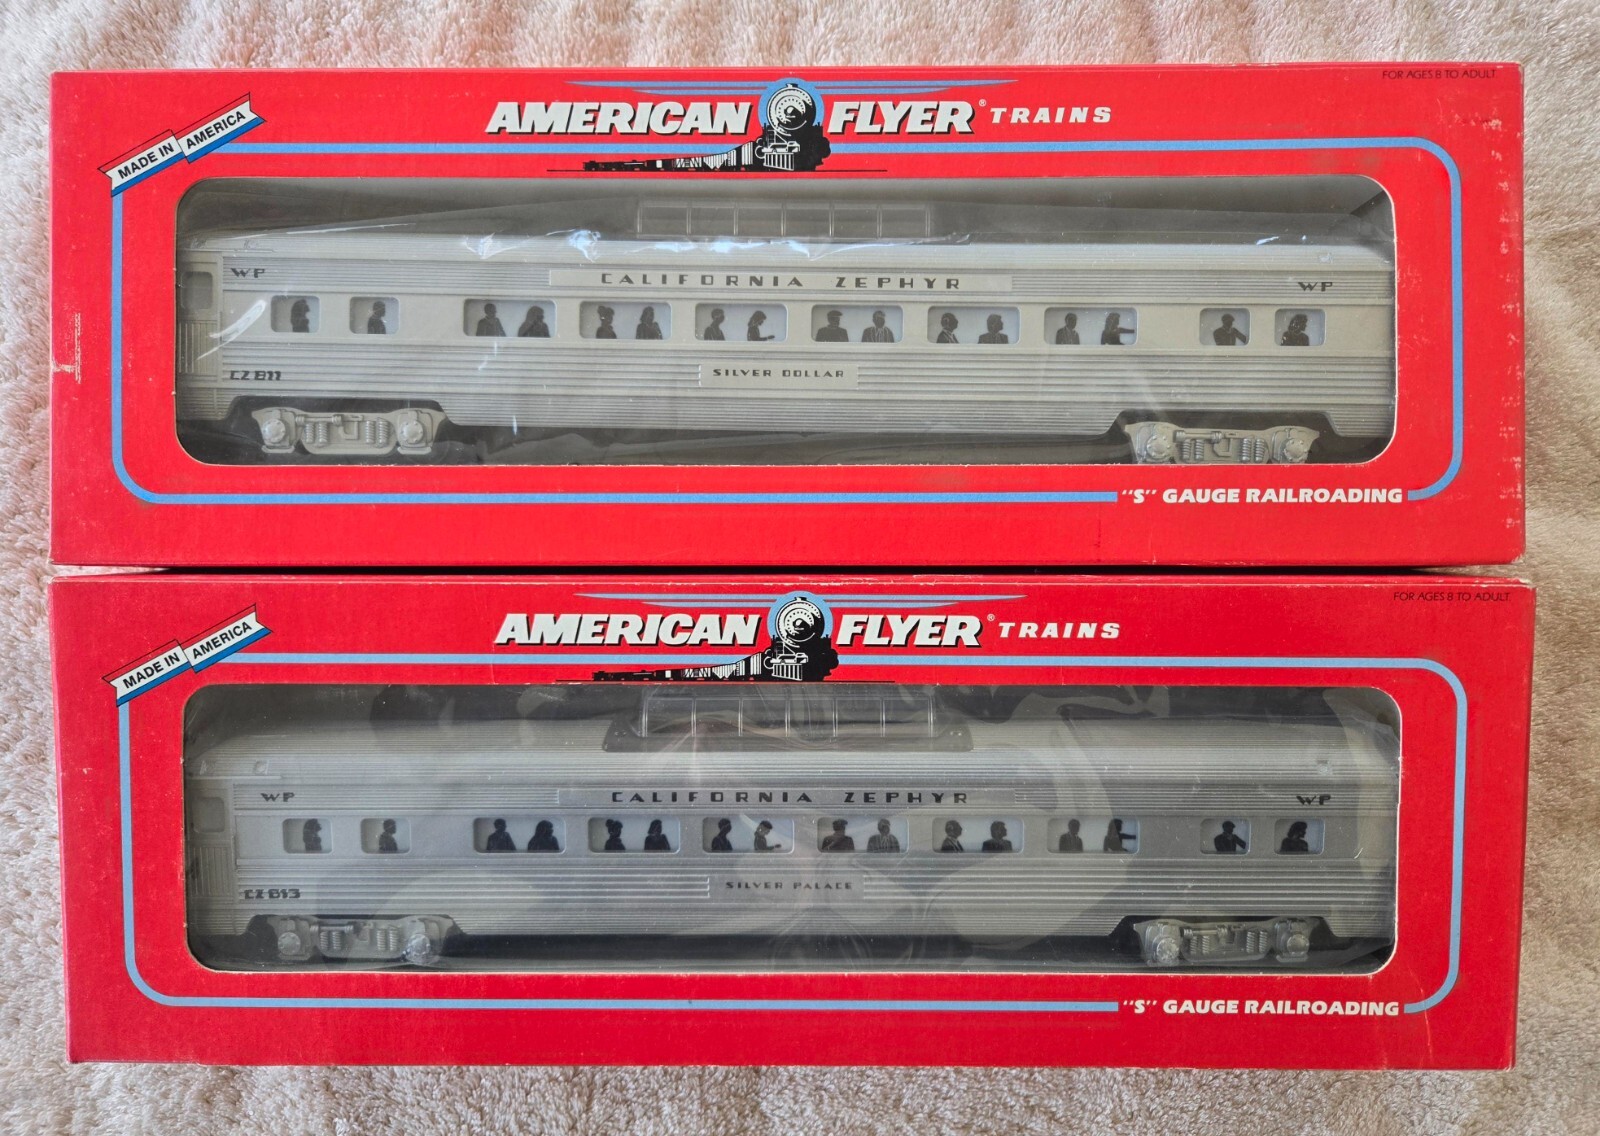 FOR AGES 8 TO ADULT
AMERICAN FLYER® TRAINS
MADE IN AMERICA
WP CALIFORNIA ZEPHYR WP
CZ 811 SILVER DOLLAR
"S" GAUGE RAILROADING
FOR AGES 8 TO ADULT
AMERICAN FLYER® TRAINS
MADE IN AMERICA
WP CALIFORNIA ZEPHYR WP
CZ 813 SILVER PALACE
"S" GAUGE RAILROADING